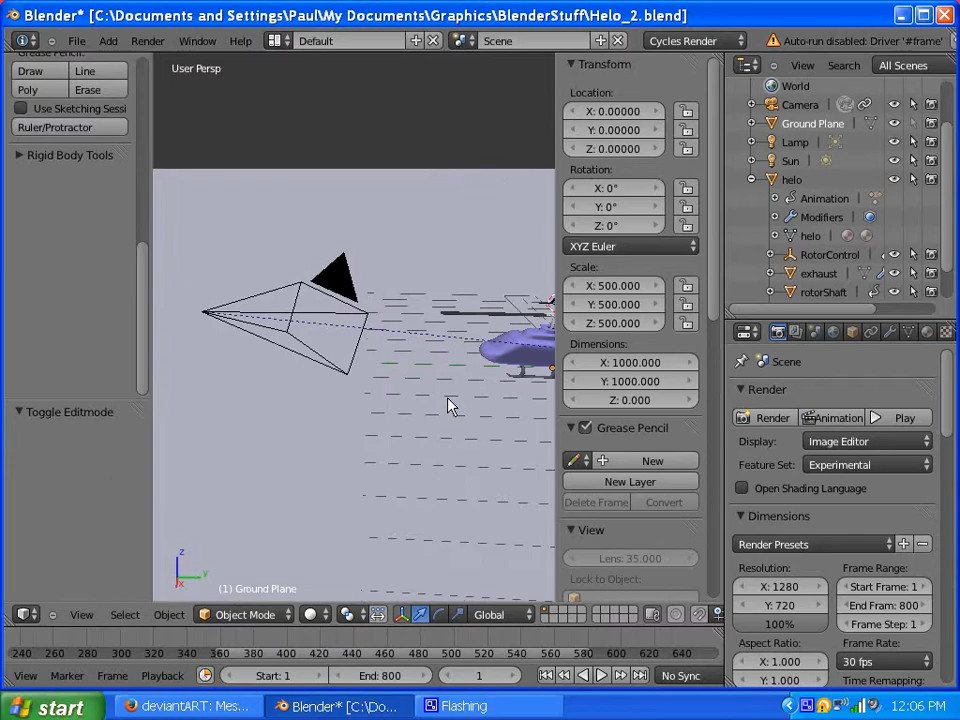 Blender* [C:\Documents and Settings\Paul\My Documents\Graphics\BlenderStuff\Helo_2.blend]
File Add Render Window Help Default Scene Cycles Render Auto-run disabled: Driver '#frame'
Grease Pencil:
Draw Line
Poly Erase
Use Sketching Sessi
Ruler/Protractor
Rigid Body Tools
Toggle Editmode
User Persp
z
y
x
(1) Ground Plane
Transform
Location:
X: 0.00000
Y: 0.00000
Z: 0.00000
Rotation:
X: 0°
Y: 0°
Z: 0°
XYZ Euler
Scale:
X: 500.000
Y: 500.000
Z: 500.000
Dimensions:
X: 1000.000
Y: 1000.000
Z: 0.000
Grease Pencil
New
New Layer
Delete Frame Convert
View
Lens: 35.000
Lock to Object:
View Search All Scenes
World
Camera
Ground Plane
Lamp
Sun
helo
Animation
Modifiers
helo
RotorControl
exhaust
rotorShaft
Scene
Render
Render Animation Play
Display: Image Editor
Feature Set: Experimental
Open Shading Language
Dimensions
Render Presets
Resolution: Frame Range:
X: 1280 Start Frame: 1
Y: 720 End Fram: 800
100% Frame Step: 1
Aspect Ratio: Frame Rate:
X: 1.000 30 fps
Y: 1.000 Time Remapping:
View Select Object Object Mode Global
240 260 280 300 320 340 360 380 400 420 440 460 480 500 520 540 560 580 600 620 640
View Marker Frame Playback Start: 1 End: 800 1 No Sync
start deviantART: Mes... Blender* [C:\Do... Flashing 12:06 PM